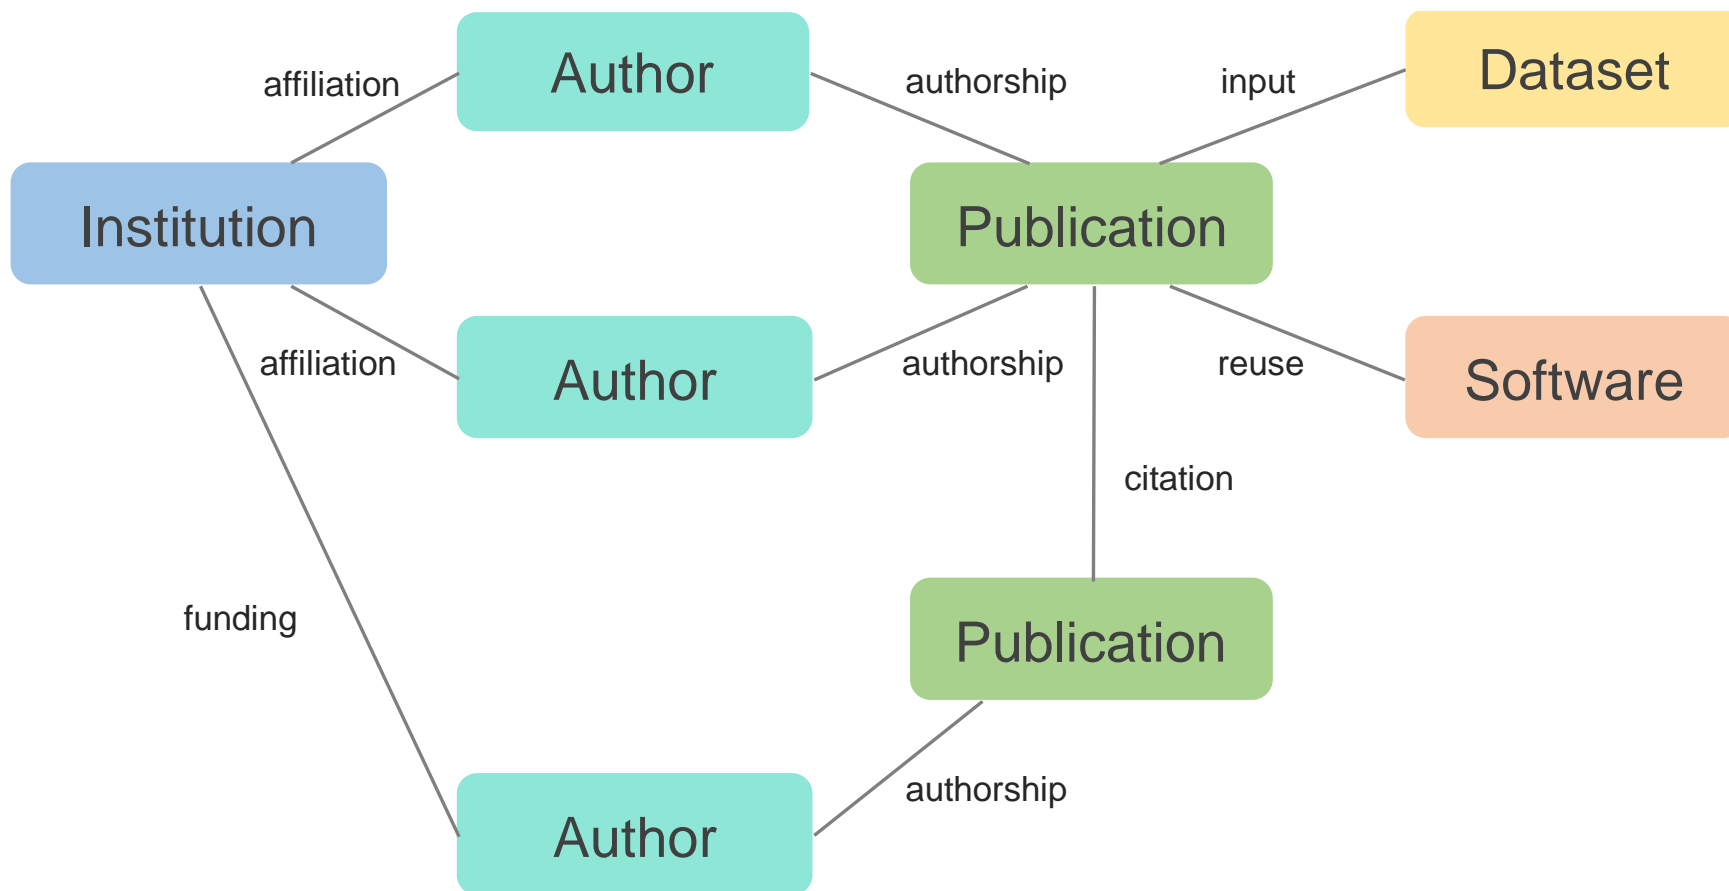 Author
Dataset
affiliation
authorship
input
Institution
Publication
affiliation
Author
authorship
reuse
Software
citation
funding
Publication
authorship
Author